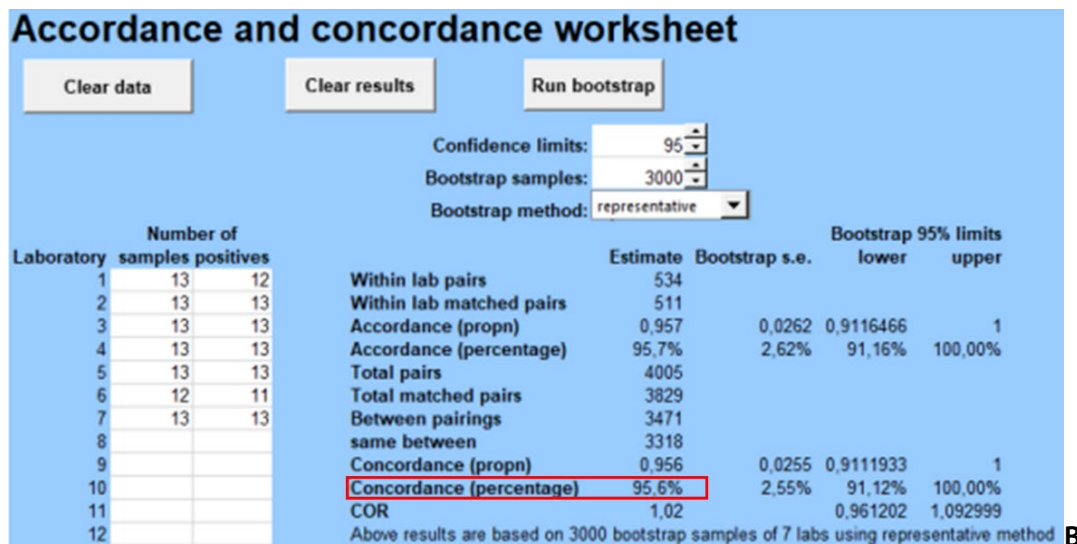 Accordance and concordance worksheet
Clear data Clear results Run bootstrap
Confidence limits: 95
Bootstrap samples: 3000
Bootstrap method: representative
Number of Bootstrap 95% limits
Laboratory samples positives Estimate Bootstrap s.e. lower upper
1 13 12 Within lab pairs 534
2 13 13 Within lab matched pairs 511
3 13 13 Accordance (propn) 0,957 0,0262 0,9116466 1
4 13 13 Accordance (percentage) 95,7% 2,62% 91,16% 100,00%
5 13 13 Total pairs 4005
6 12 11 Total matched pairs 3829
7 13 13 Between pairings 3471
8 same between 3318
9 Concordance (propn) 0,956 0,0255 0,9111933 1
10 Concordance (percentage) 95,6% 2,55% 91,12% 100,00%
11 COR 1,02 0,961202 1,092999
12 Above results are based on 3000 bootstrap samples of 7 labs using representative method B